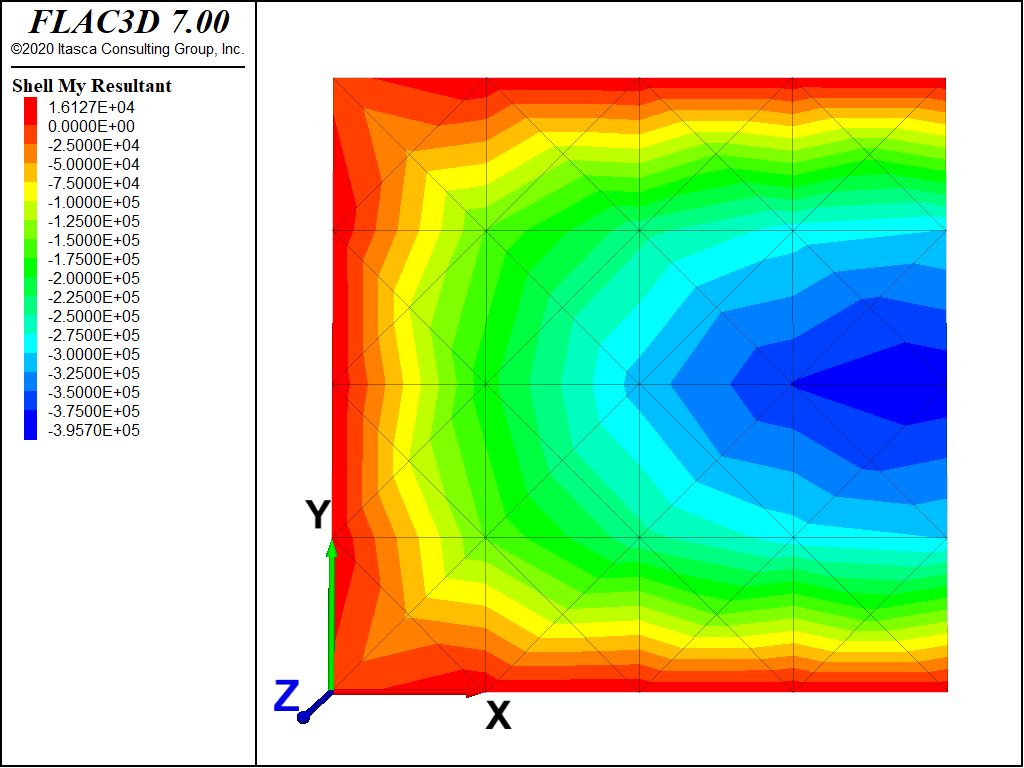 FLAC3D 7.00
©2020 Itasca Consulting Group, Inc.
Shell My Resultant
1.6127E+04
0.0000E+00
-2.5000E+04
-5.0000E+04
-7.5000E+04
-1.0000E+05
-1.2500E+05
-1.5000E+05
-1.7500E+05
-2.0000E+05
-2.2500E+05
-2.5000E+05
-2.7500E+05
-3.0000E+05
-3.2500E+05
-3.5000E+05
-3.7500E+05
-3.9570E+05
Y
Z
X